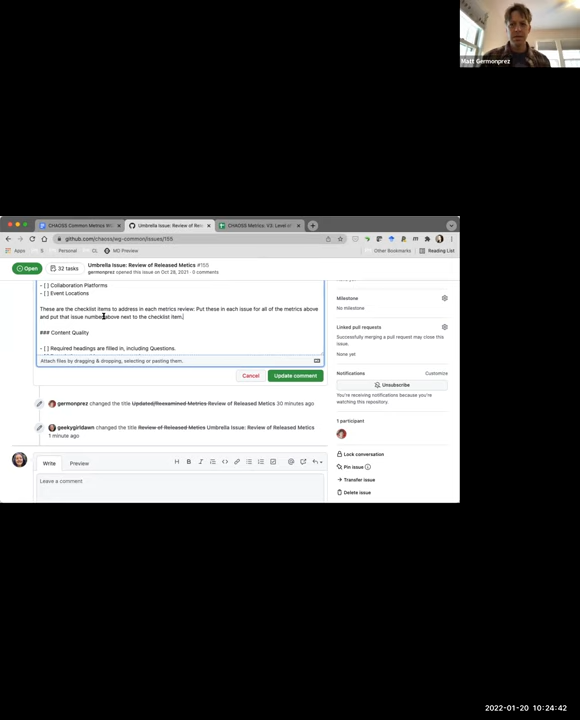 Matt Germonprez
CHAOSS Common Metrics W
Umbrella Issue: Review of Rele
CHAOSS Metrics: V3: Level o
github.com/chaoss/wg-common/issues/155
Apps
Personal
M2 Preview
Other Bookmarks
Reading List
Open
32 tasks
Umbrella Issue: Review of Released Metics #155
germonprez opened this issue on Oct 28, 2021 · 0 comments
- [ ] Collaboration Platforms
- [ ] Event Locations
These are the checklist items to address in each metrics review: Put these in each issue for all of the metrics above
and put that issue number above next to the checklist item.
### Content Quality
- [ ] Required headings are filled in, including Questions.
Attach files by dragging & dropping, selecting or pasting them.
Cancel
Update comment
germonprez changed the title Updated/Reexamined Metrics Review of Released Metics 30 minutes ago
geekygirldawn changed the title Review of Released Metics Umbrella Issue: Review of Released Metics
1 minute ago
Write
Preview
Leave a comment
Milestone
No milestone
Linked pull requests
Successfully merging a pull request may close this
issue.
None yet
Notifications
Customize
Unsubscribe
You're receiving notifications because you're
watching this repository.
1 participant
Lock conversation
Pin issue
Transfer issue
Delete issue
2022-01-20 10:24:42